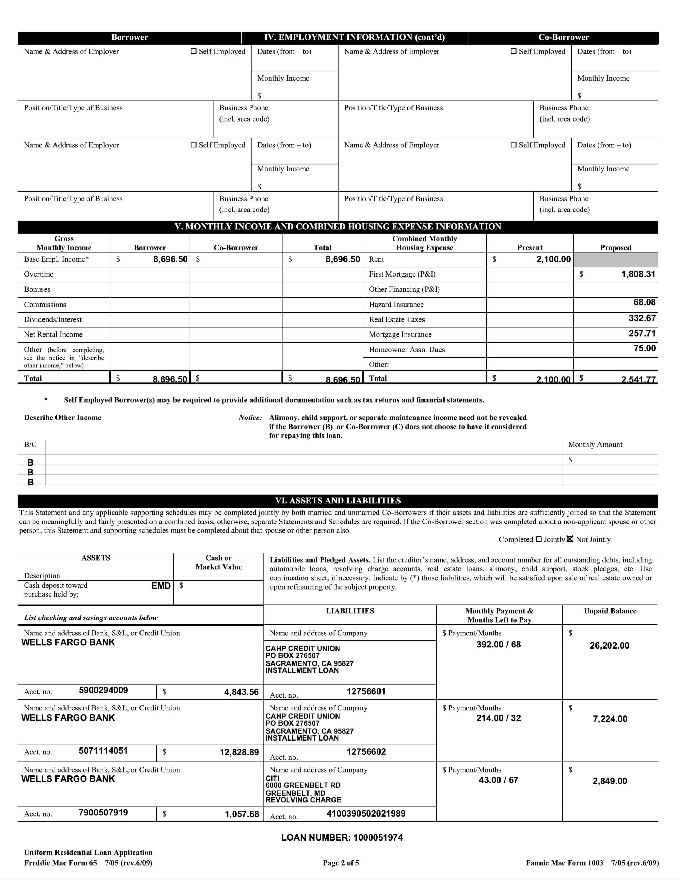 Borrower IV. EMPLOYMENT INFORMATION (cont'd) Co-Borrower
Name & Address of Employer ☐ Self Employed Dates (from – to) Name & Address of Employer ☐ Self Employed Dates (from – to)
Monthly Income Monthly Income
$ $
Position/Title/Type of Business Business Phone Position/Title/Type of Business Business Phone
(incl. area code) (incl. area code)
Name & Address of Employer ☐ Self Employed Dates (from – to) Name & Address of Employer ☐ Self Employed Dates (from – to)
Monthly Income Monthly Income
$ $
Position/Title/Type of Business Business Phone Position/Title/Type of Business Business Phone
(incl. area code) (incl. area code)
V. MONTHLY INCOME AND COMBINED HOUSING EXPENSE INFORMATION
Gross Combined Monthly
Monthly Income Borrower Co-Borrower Total Housing Expense Present Proposed
Base Empl. Income* $ 8,696.50 $ $ 8,696.50 Rent $ 2,100.00
Overtime First Mortgage (P&I) $ 1,808.31
Bonuses Other Financing (P&I)
Commissions Hazard Insurance 68.08
Dividends/Interest Real Estate Taxes 332.67
Net Rental Income Mortgage Insurance 257.71
Other (before completing, Homeowner Assn. Dues 75.00
see the notice in "describe
other income," below) Other:
Total $ 8,696.50 $ $ 8,696.50 Total $ 2,100.00 $ 2,541.77
* Self Employed Borrower(s) may be required to provide additional documentation such as tax returns and financial statements.
Describe Other Income Notice: Alimony, child support, or separate maintenance income need not be revealed
if the Borrower (B) or Co-Borrower (C) does not choose to have it considered
for repaying this loan.
B/C Monthly Amount
B $
B
B
VI. ASSETS AND LIABILITIES
This Statement and any applicable supporting schedules may be completed jointly by both married and unmarried Co-Borrowers if their assets and liabilities are sufficiently joined so that the Statement
can be meaningfully and fairly presented on a combined basis; otherwise, separate Statements and Schedules are required. If the Co-Borrower section was completed about a non-applicant spouse or other
person, this Statement and supporting schedules must be completed about that spouse or other person also.
Completed ☐ Jointly ☒ Not Jointly
ASSETS Cash or
Market Value
Description
Cash deposit toward EMD $
purchase held by:
Liabilities and Pledged Assets. List the creditor's name, address, and account number for all outstanding debts, including
automobile loans, revolving charge accounts, real estate loans, alimony, child support, stock pledges, etc. Use
continuation sheet, if necessary. Indicate by (*) those liabilities, which will be satisfied upon sale of real estate owned or
upon refinancing of the subject property.
List checking and savings accounts below
LIABILITIES Monthly Payment & Unpaid Balance
Months Left to Pay
Name and address of Bank, S&L, or Credit Union Name and address of Company $ Payment/Months $
WELLS FARGO BANK 392.00 / 68 26,202.00
CAHP CREDIT UNION
PO BOX 276507
SACRAMENTO, CA 95827
INSTALLMENT LOAN
Acct. no. 5900294009 $ 4,843.56 Acct. no. 12756601
Name and address of Bank, S&L, or Credit Union Name and address of Company $ Payment/Months $
WELLS FARGO BANK CAHP CREDIT UNION 214.00 / 32 7,224.00
PO BOX 276507
SACRAMENTO, CA 95827
INSTALLMENT LOAN
Acct. no. 5071114051 $ 12,828.89 Acct. no. 12756602
Name and address of Bank, S&L, or Credit Union Name and address of Company $ Payment/Months $
WELLS FARGO BANK CITI 43.00 / 67 2,849.00
6000 GREENBELT RD
GREENBELT, MD
REVOLVING CHARGE
Acct. no. 7900507919 $ 1,057.68 Acct. no. 4100390502021989
LOAN NUMBER: 1000051974
Uniform Residential Loan Application
Freddie Mac Form 65 7/05 (rev.6/09) Page 2 of 5 Fannie Mae Form 1003 7/05 (rev.6/09)